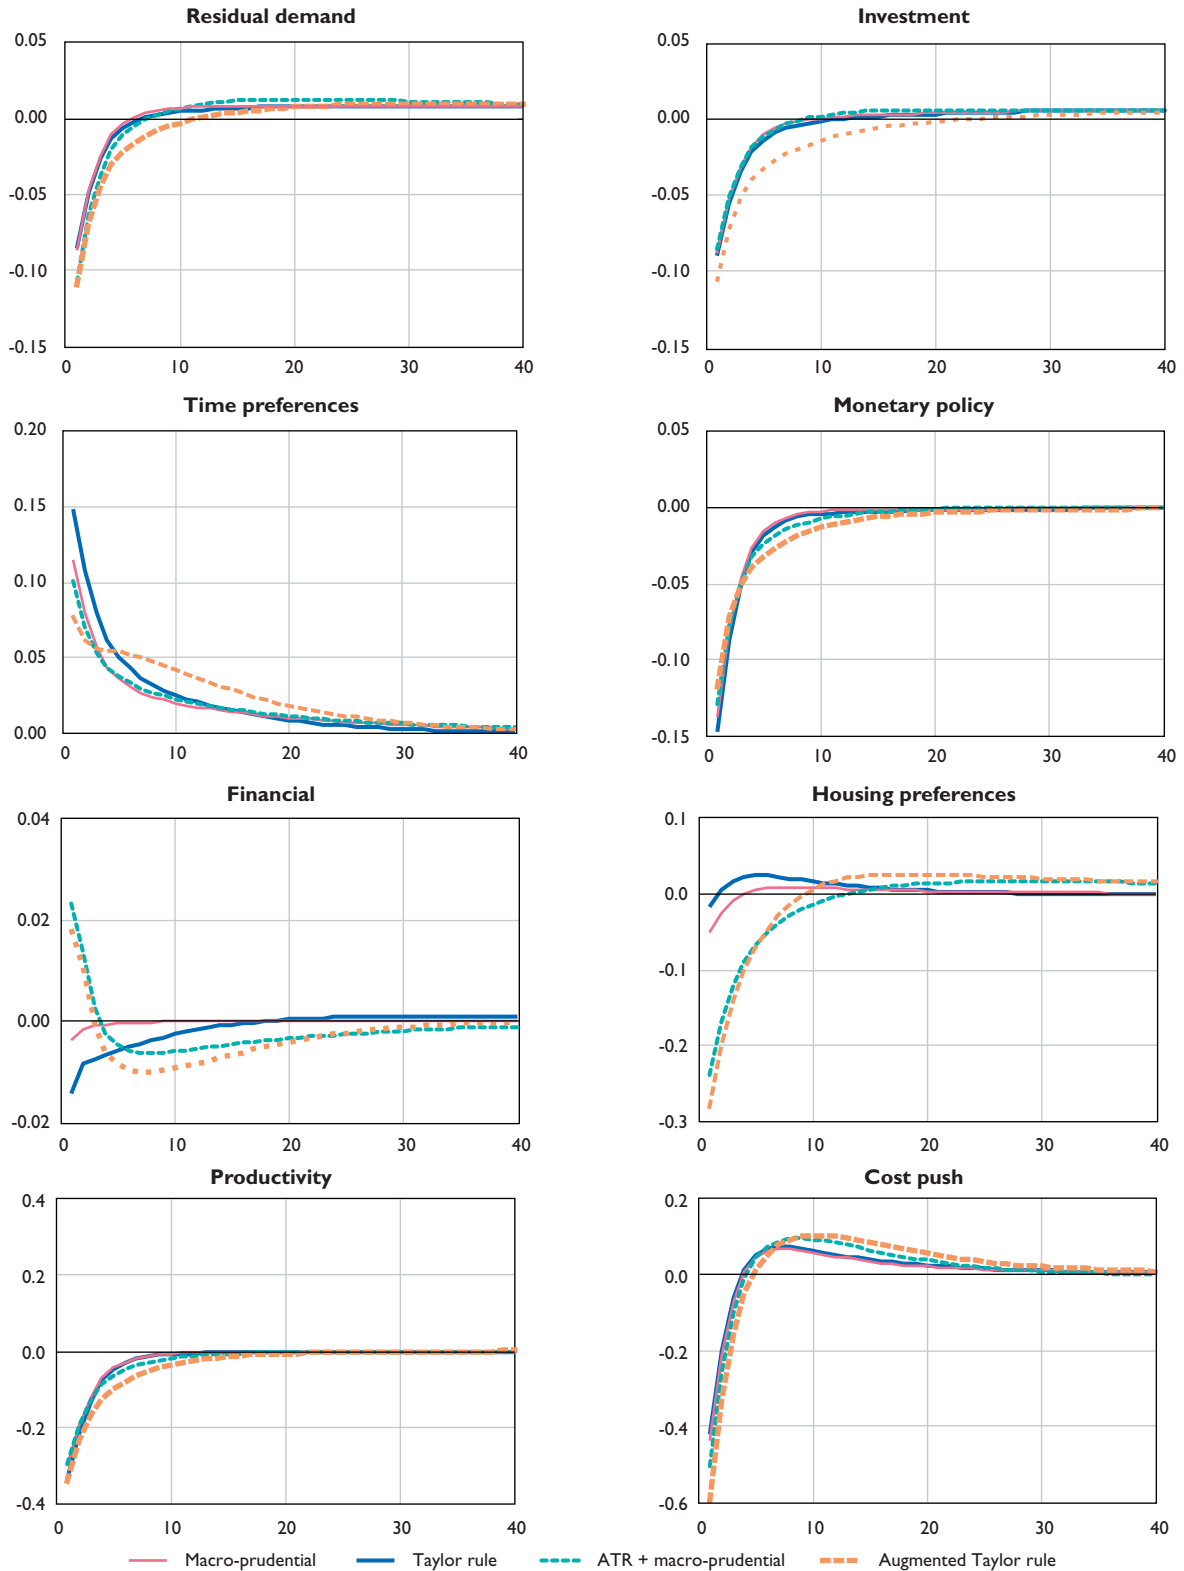 Residual demand
0.05
0.00
-0.05
-0.10
-0.15
0 10 20 30 40
Investment
0.05
0.00
-0.05
-0.10
-0.15
0 10 20 30 40
Time preferences
0.20
0.15
0.10
0.05
0.00
0 10 20 30 40
Monetary policy
0.05
0.00
-0.05
-0.10
-0.15
0 10 20 30 40
Financial
0.04
0.02
0.00
-0.02
0 10 20 30 40
Housing preferences
0.1
0.0
-0.1
-0.2
-0.3
0 10 20 30 40
Productivity
0.4
0.2
0.0
-0.2
-0.4
0 10 20 30 40
Cost push
0.2
0.0
-0.2
-0.4
-0.6
0 10 20 30 40
Macro-prudential Taylor rule ATR + macro-prudential Augmented Taylor rule